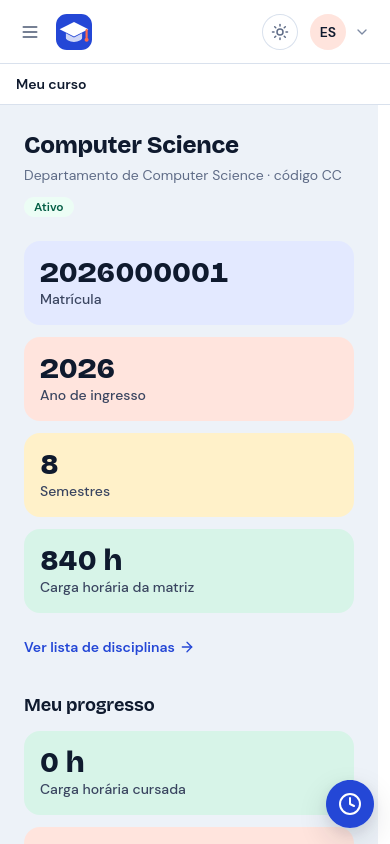 ES
Meu curso
Computer Science
Departamento de Computer Science · código CC
Ativo
2026000001
Matrícula
2026
Ano de ingresso
8
Semestres
840 h
Carga horária da matriz
Ver lista de disciplinas →
Meu progresso
0 h
Carga horária cursada